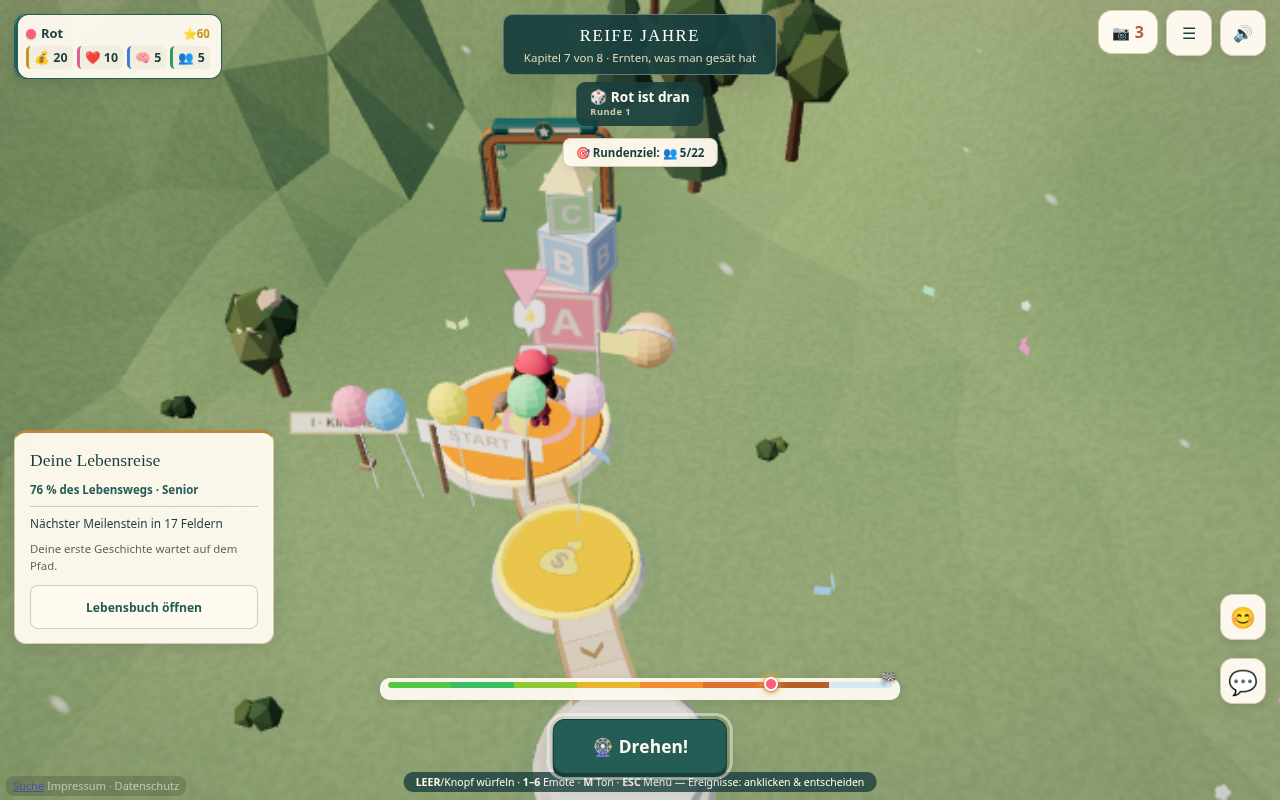 Rot
60
20
10
5
5
REIFE JAHRE
Kapitel 7 von 8 · Ernten, was man gesät hat
Rot ist dran
Runde 1
Rundenziel: 5/22
3
C
B
B
A
START
Deine Lebensreise
76 % des Lebenswegs · Senior
Nächster Meilenstein in 17 Feldern
Deine erste Geschichte wartet auf dem
Pfad.
Lebensbuch öffnen
$
Drehen!
LEER/Knopf würfeln · 1–6 Emote · M Ton · ESC Menü — Ereignisse: anklicken & entscheiden
Suche Impressum · Datenschutz